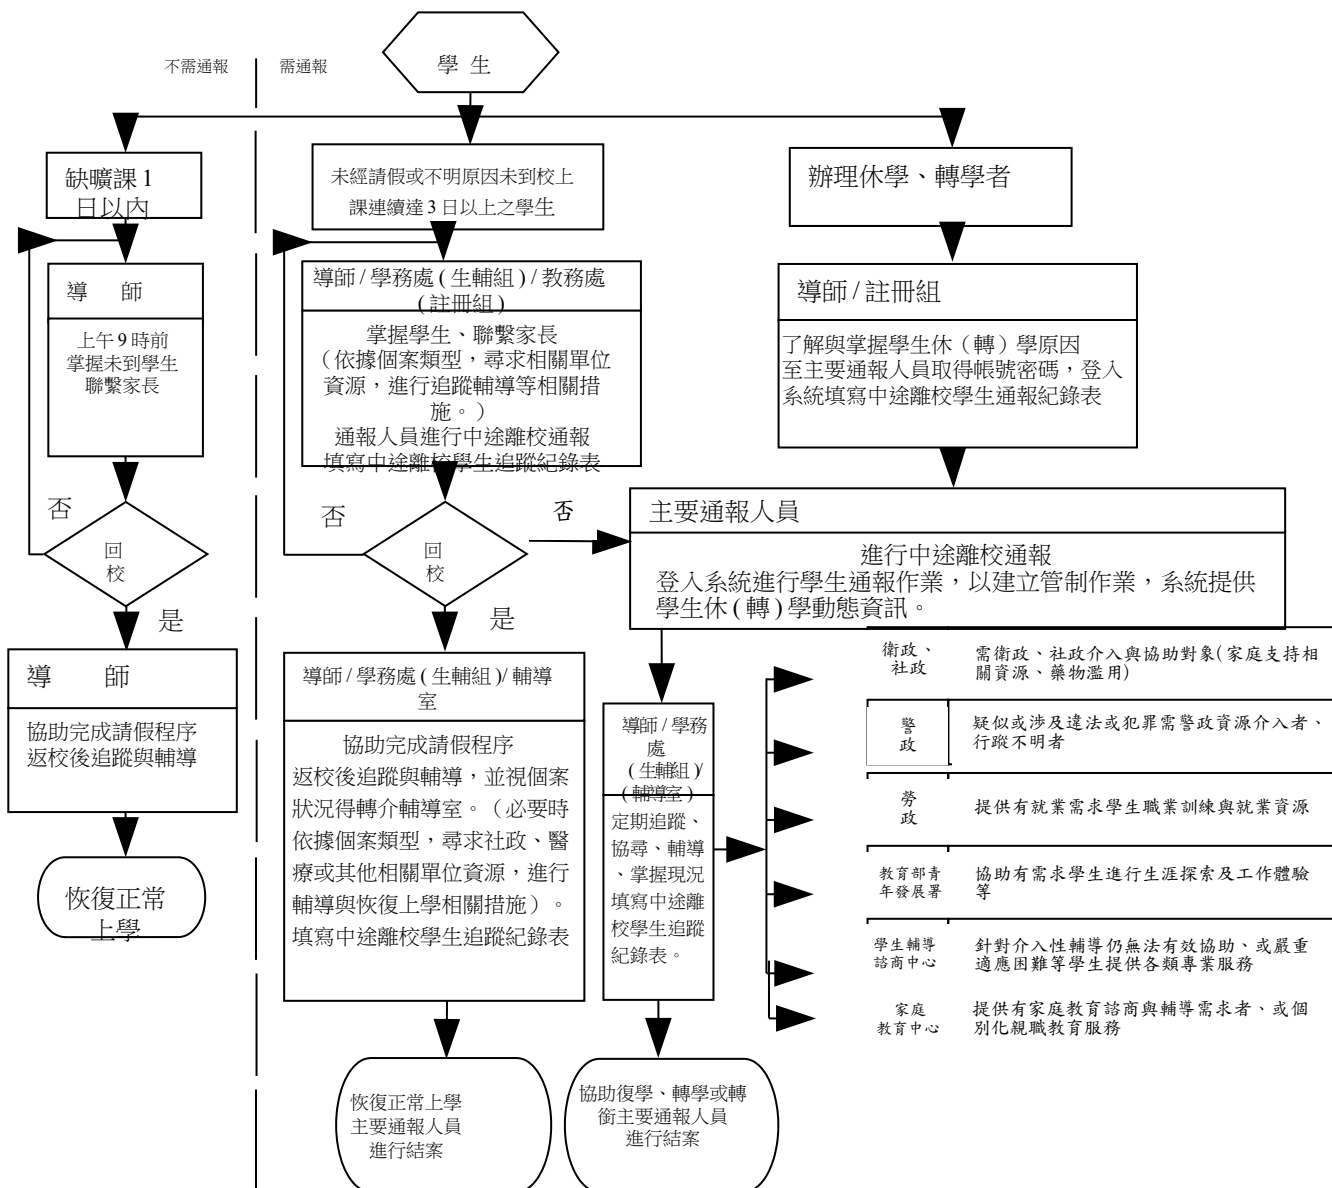 學 生
不需通報
需通報
缺曠課 1
日以內
導 師
上午 9 時前
掌握未到學生
聯繫家長
否
回
校
是
導 師
協助完成請假程序
返校後追蹤與輔導
恢復正常
上學
未經請假或不明原因未到校上
課連續達 3 日以上之學生
導師 / 學務處 ( 生輔組 ) / 教務處
( 註冊組 )
掌握學生、聯繫家長
（依據個案類型，尋求相關單位
資源，進行追蹤輔導等相關措
施。）
通報人員進行中途離校通報
填寫中途離校學生追蹤紀錄表
否
回
校
否
是
導師 / 學務處 ( 生輔組 )/ 輔導
室
協助完成請假程序
返校後追蹤與輔導，並視個案
狀況得轉介輔導室。（必要時
依據個案類型，尋求社政、醫
療或其他相關單位資源，進行
輔導與恢復上學相關措施）。
填寫中途離校學生追蹤紀錄表
恢復正常上學
主要通報人員
進行結案
辦理休學、轉學者
導師 / 註冊組
了解與掌握學生休（轉）學原因
至主要通報人員取得帳號密碼，登入
系統填寫中途離校學生通報紀錄表
主要通報人員
進行中途離校通報
登入系統進行學生通報作業，以建立管制作業，系統提供
學生休 ( 轉 ) 學動態資訊。
導師 / 學務
處
( 生輔組 )/
( 輔導室 )
定期追蹤、
協尋、輔導
、掌握現況
填寫中途離
校學生追蹤
紀錄表。
協助復學、轉學或轉
銜主要通報人員
進行結案
衛政、
社政
需衛政、社政介入與協助對象(家庭支持相
關資源、藥物濫用)
警
政
疑似或涉及違法或犯罪需警政資源介入者、
行蹤不明者
勞
政
提供有就業需求學生職業訓練與就業資源
教育部青
年發展署
協助有需求學生進行生涯探索及工作體驗
等
學生輔導
諮商中心
針對介入性輔導仍無法有效協助、或嚴重
適應困難等學生提供各類專業服務
家庭
教育中心
提供有家庭教育諮商與輔導需求者、或個
別化親職教育服務